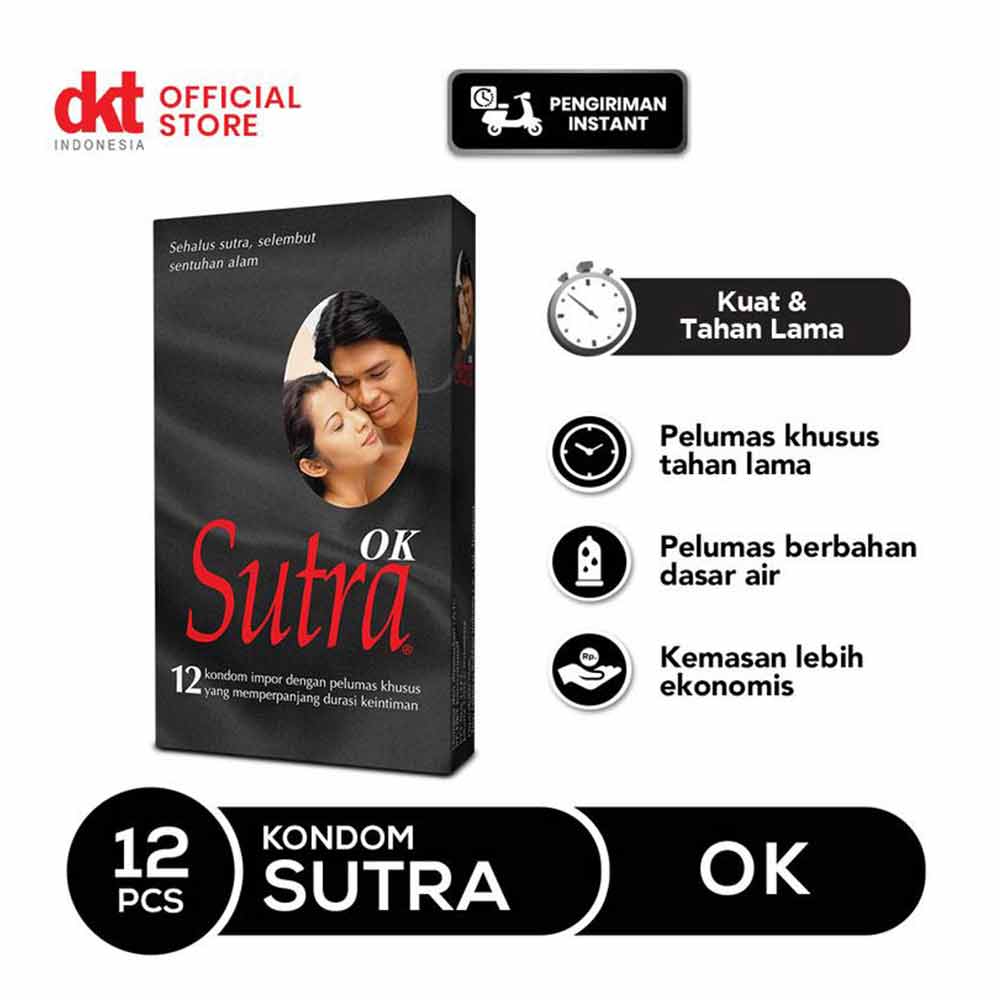 dkt
INDONESIA
OFFICIAL
STORE
PENGIRIMAN
INSTANT
Sehalus sutra, selembut
sentuhan alam
OK
Sutra®
12 kondom impor dengan pelumas khusus
yang memperpanjang durasi keintiman
Kuat &
Tahan Lama
Pelumas khusus
tahan lama
Pelumas berbahan
dasar air
Rp.
Kemasan lebih
ekonomis
12
PCS
KONDOM
SUTRA
OK